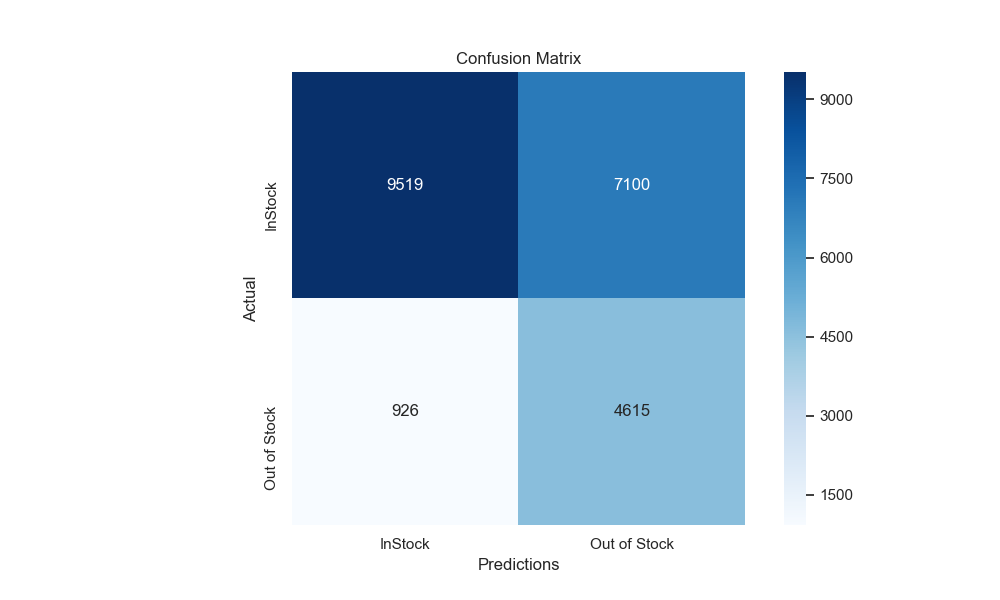 Confusion Matrix
Actual
InStock
Out of Stock
9519
7100
926
4615
InStock
Out of Stock
Predictions
9000
7500
6000
4500
3000
1500